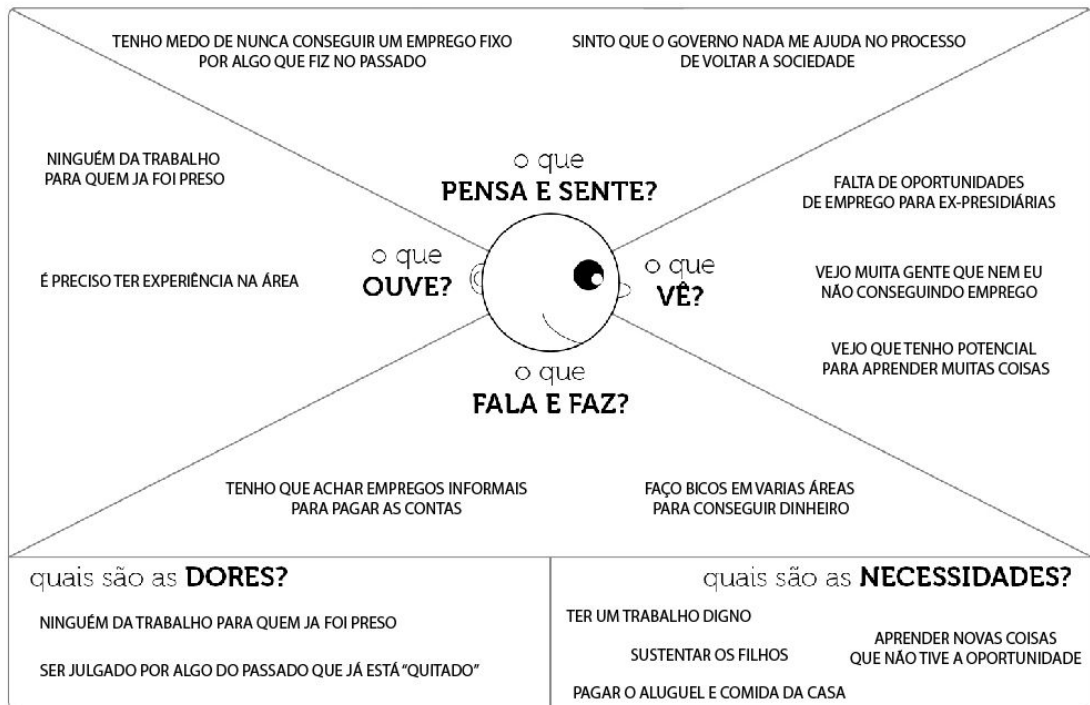 TENHO MEDO DE NUNCA CONSEGUIR UM EMPREGO FIXO
POR ALGO QUE FIZ NO PASSADO
SINTO QUE O GOVERNO NADA ME AJUDA NO PROCESSO
DE VOLTAR A SOCIEDADE
o que
PENSA E SENTE?
NINGUÉM DA TRABALHO
PARA QUEM JA FOI PRESO
É PRECISO TER EXPERIÊNCIA NA ÁREA
o que
OUVE?
o que
VÊ?
FALTA DE OPORTUNIDADES
DE EMPREGO PARA EX-PRESIDIÁRIAS
VEJO MUITA GENTE QUE NEM EU
NÃO CONSEGUINDO EMPREGO
VEJO QUE TENHO POTENCIAL
PARA APRENDER MUITAS COISAS
o que
FALA E FAZ?
TENHO QUE ACHAR EMPREGOS INFORMAIS
PARA PAGAR AS CONTAS
FAÇO BICOS EM VARIAS ÁREAS
PARA CONSEGUIR DINHEIRO
quais são as DORES?
NINGUÉM DA TRABALHO PARA QUEM JA FOI PRESO
SER JULGADO POR ALGO DO PASSADO QUE JÁ ESTÁ “QUITADO”
quais são as NECESSIDADES?
TER UM TRABALHO DIGNO
SUSTENTAR OS FILHOS
PAGAR O ALUGUEL E COMIDA DA CASA
APRENDER NOVAS COISAS
QUE NÃO TIVE A OPORTUNIDADE